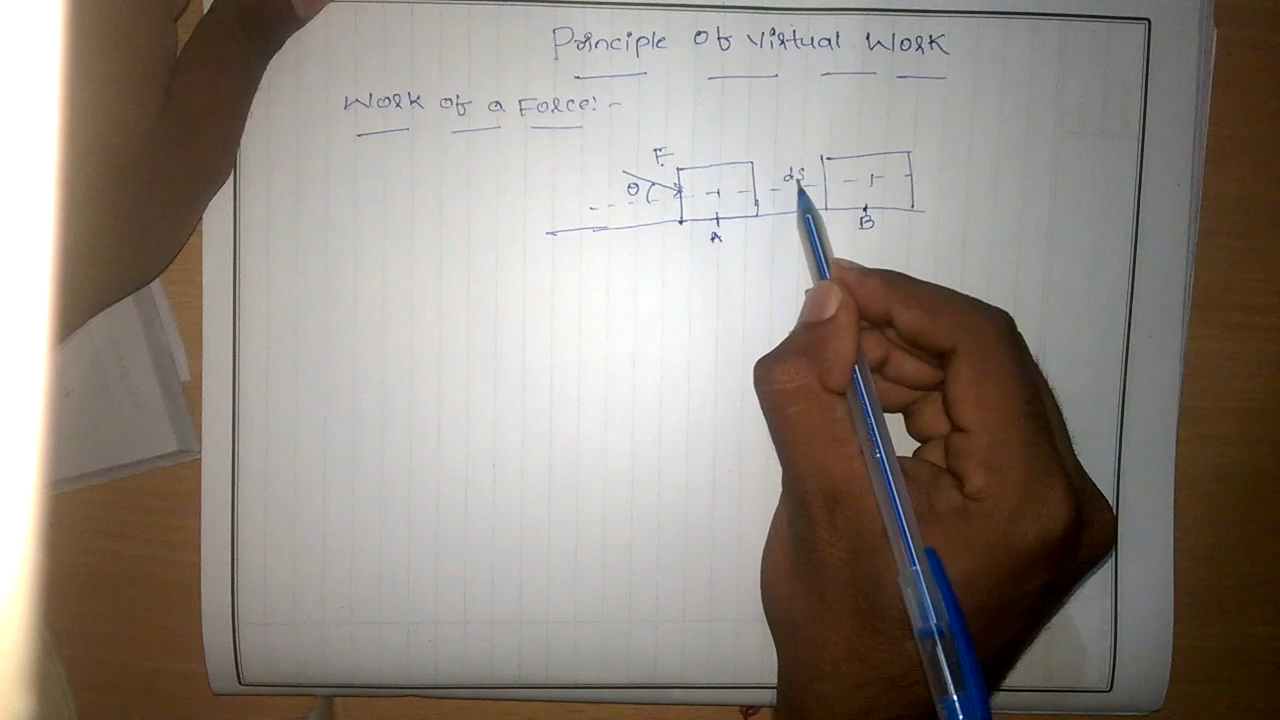 Principle Of Virtual Work
Work of a Force:-
F
θ
ds
A
B